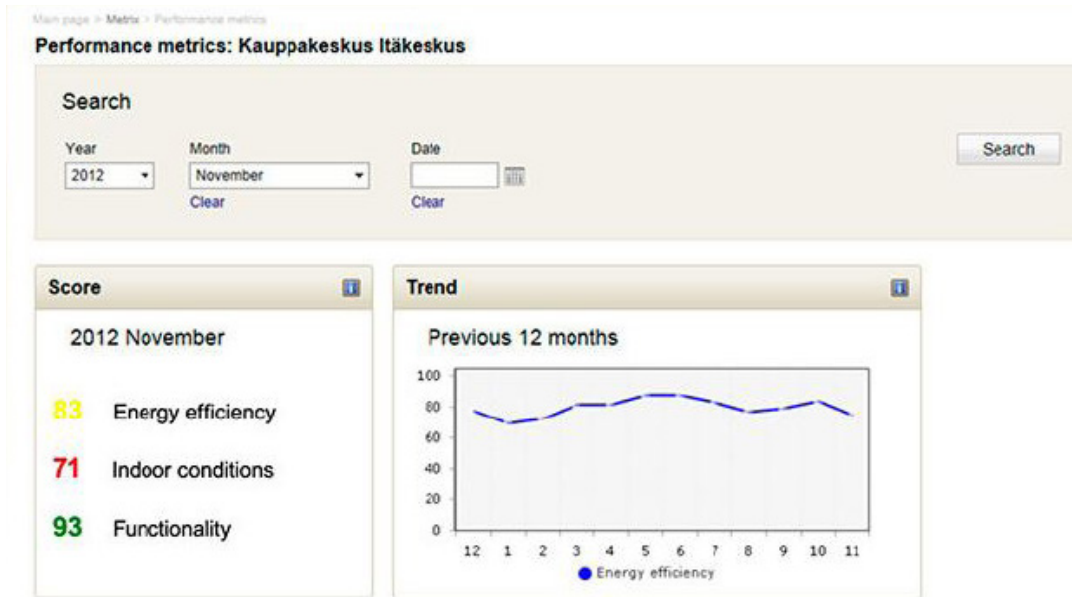 Main page > Metrix > Performance metrics
Performance metrics: Kauppakeskus Itäkeskus
Search
Year Month Date
2012 November Search
Clear Clear
Score Trend
2012 November Previous 12 months
83 Energy efficiency
71 Indoor conditions
93 Functionality
100
80
60
40
20
0
12 1 2 3 4 5 6 7 8 9 10 11
Energy efficiency